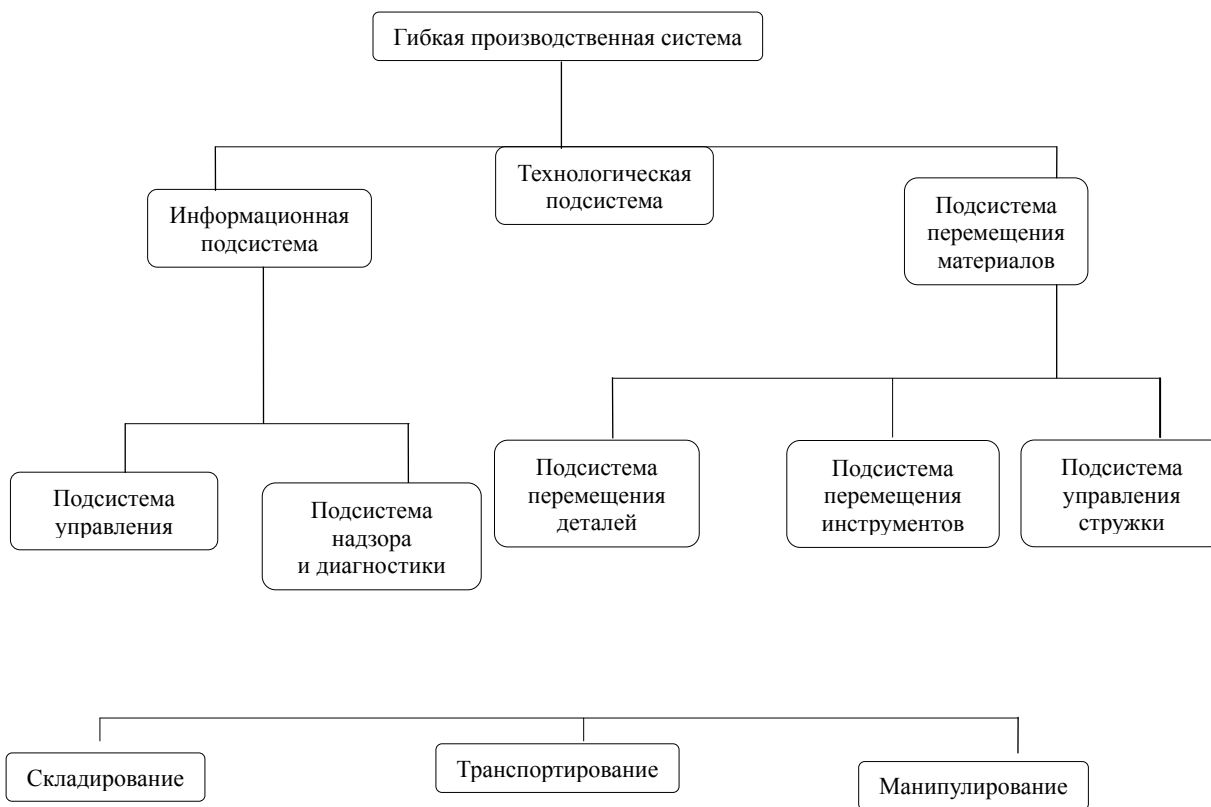 Гибкая производственная система
Технологическая
подсистема
Информационная
подсистема
Подсистема
перемещения
материалов
Подсистема
управления
Подсистема
надзора
и диагностики
Подсистема
перемещения
деталей
Подсистема
перемещения
инструментов
Подсистема
управления
стружки
Складирование
Транспортирование
Манипулирование